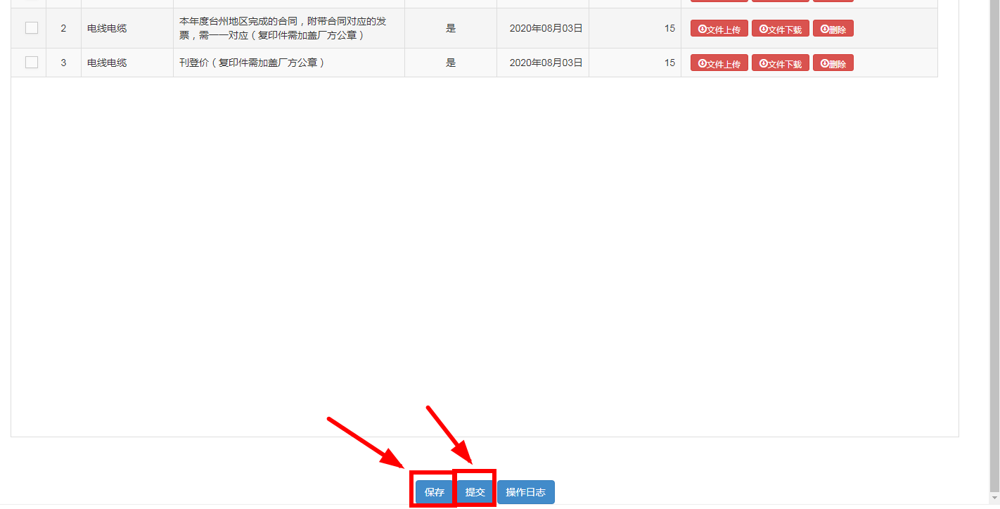 2 电线电缆 本年度台州地区完成的合同，附带合同对应的发 是 2020年08月03日 15 文件上传 文件下载 删除
票，需一一对应（复印件需加盖厂方公章）
3 电线电缆 刊登价（复印件需加盖厂方公章） 是 2020年08月03日 15 文件上传 文件下载 删除
保存 提交 操作日志